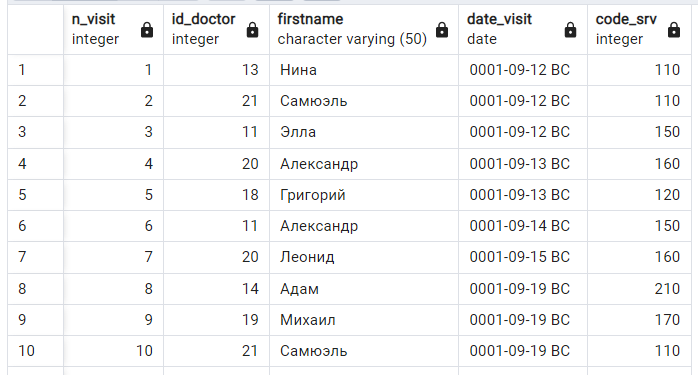 n_visit id_doctor firstname date_visit code_srv
integer integer character varying (50) date integer
1 1 13 Нина 0001-09-12 BC 110
2 2 21 Самюэль 0001-09-12 BC 110
3 3 11 Элла 0001-09-12 BC 150
4 4 20 Александр 0001-09-13 BC 160
5 5 18 Григорий 0001-09-13 BC 120
6 6 11 Александр 0001-09-14 BC 150
7 7 20 Леонид 0001-09-15 BC 160
8 8 14 Адам 0001-09-19 BC 210
9 9 19 Михаил 0001-09-19 BC 170
10 10 21 Самюэль 0001-09-19 BC 110